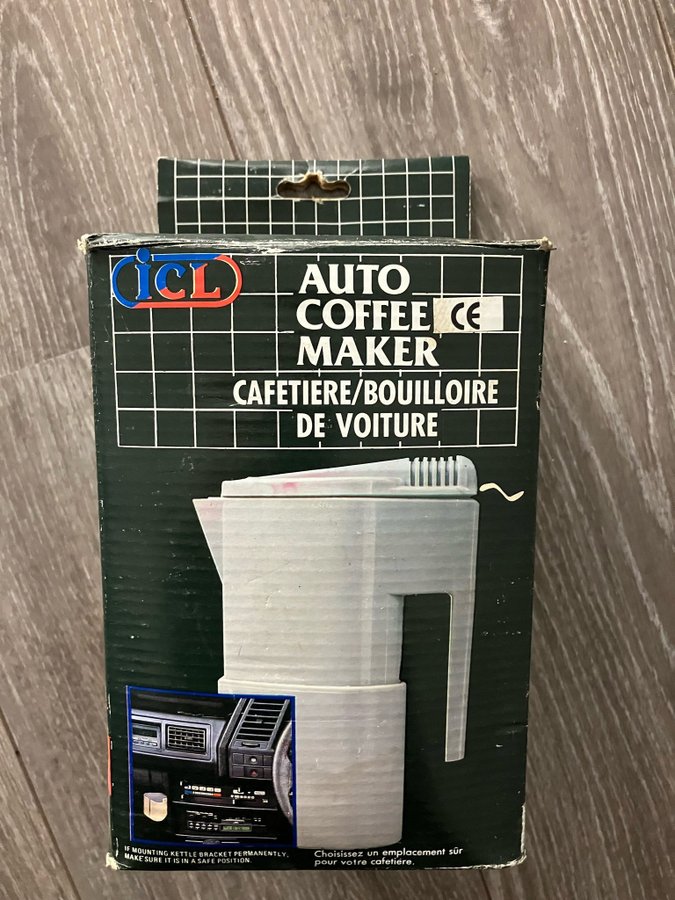 iCL
AUTO
COFFEE CE
MAKER
CAFETIERE/BOUILLOIRE
DE VOITURE
IF MOUNTING KETTLE BRACKET PERMANENTLY,
MAKE SURE IT IS IN A SAFE POSITION.
Choisissez un emplacement sûr
pour votre cafetière.